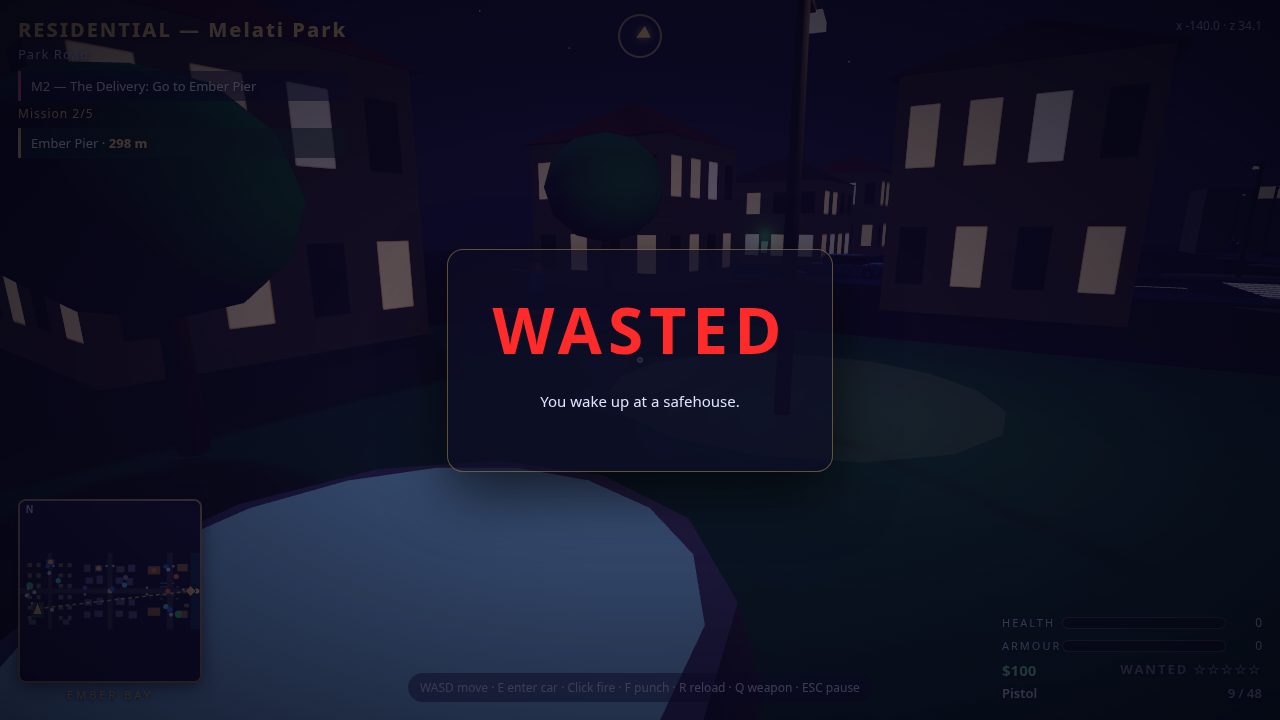 RESIDENTIAL — Melati Park
x -140.0 · z 34.1
Park Road
M2 — The Delivery: Go to Ember Pier
Mission 2/5
Ember Pier · 298 m
WASTED
You wake up at a safehouse.
N
EMBER BAY
HEALTH 0
ARMOUR 0
$100 WANTED ☆☆☆☆☆
Pistol 9 / 48
WASD move · E enter car · Click fire · F punch · R reload · Q weapon · ESC pause